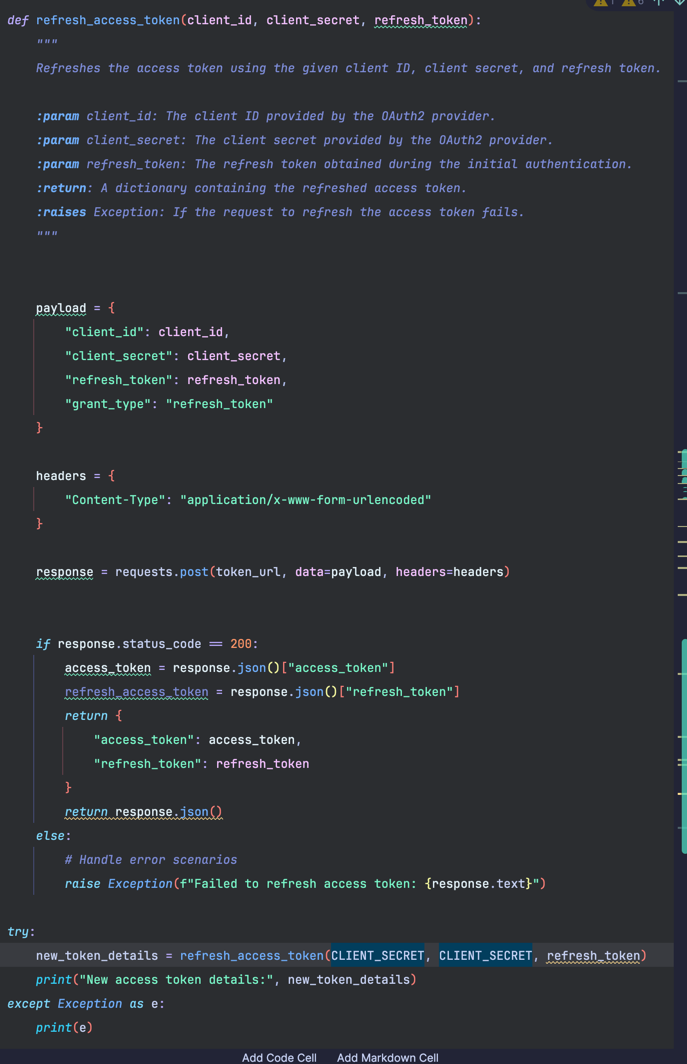 def refresh_access_token(client_id, client_secret, refresh_token):
    """
    Refreshes the access token using the given client ID, client secret, and refresh token.

    :param client_id: The client ID provided by the OAuth2 provider.
    :param client_secret: The client secret provided by the OAuth2 provider.
    :param refresh_token: The refresh token obtained during the initial authentication.
    :return: A dictionary containing the refreshed access token.
    :raises Exception: If the request to refresh the access token fails.
    """

    payload = {
        "client_id": client_id,
        "client_secret": client_secret,
        "refresh_token": refresh_token,
        "grant_type": "refresh_token"
    }

    headers = {
        "Content-Type": "application/x-www-form-urlencoded"
    }

    response = requests.post(token_url, data=payload, headers=headers)

    if response.status_code == 200:
        access_token = response.json()["access_token"]
        refresh_access_token = response.json()["refresh_token"]
        return {
            "access_token": access_token,
            "refresh_token": refresh_token
        }
        return response.json()
    else:
        # Handle error scenarios
        raise Exception(f"Failed to refresh access token: {response.text}")

try:
    new_token_details = refresh_access_token(CLIENT_SECRET, CLIENT_SECRET, refresh_token)
    print("New access token details:", new_token_details)
except Exception as e:
    print(e)
Add Code Cell Add Markdown Cell